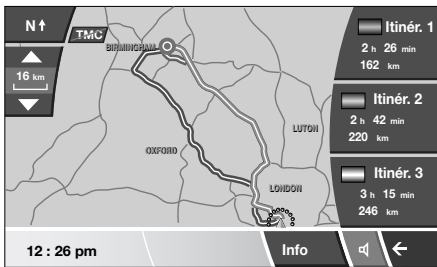 N
TMC
16 km
BIRMINGHAM
LUTON
OXFORD
LONDON
Itinér. 1
2 h 26 min
162 km
Itinér. 2
2 h 42 min
220 km
Itinér. 3
3 h 15 min
246 km
12 : 26 pm
Info